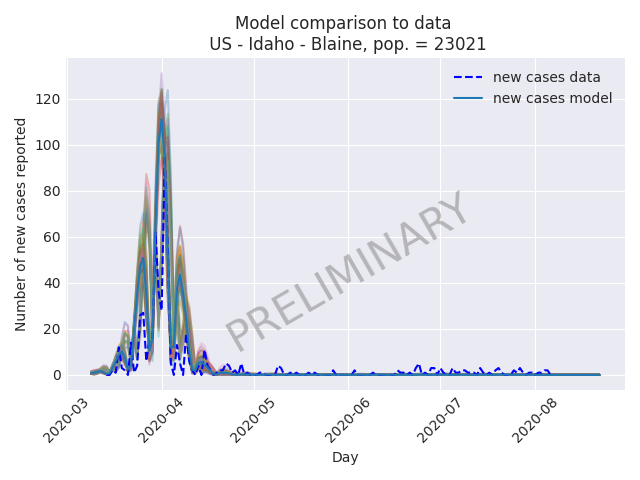 Model comparison to data
US - Idaho - Blaine, pop. = 23021
new cases data
new cases model
Number of new cases reported
120
100
80
60
40
20
0
PRELIMINARY
2020-03
2020-04
2020-05
2020-06
2020-07
2020-08
Day